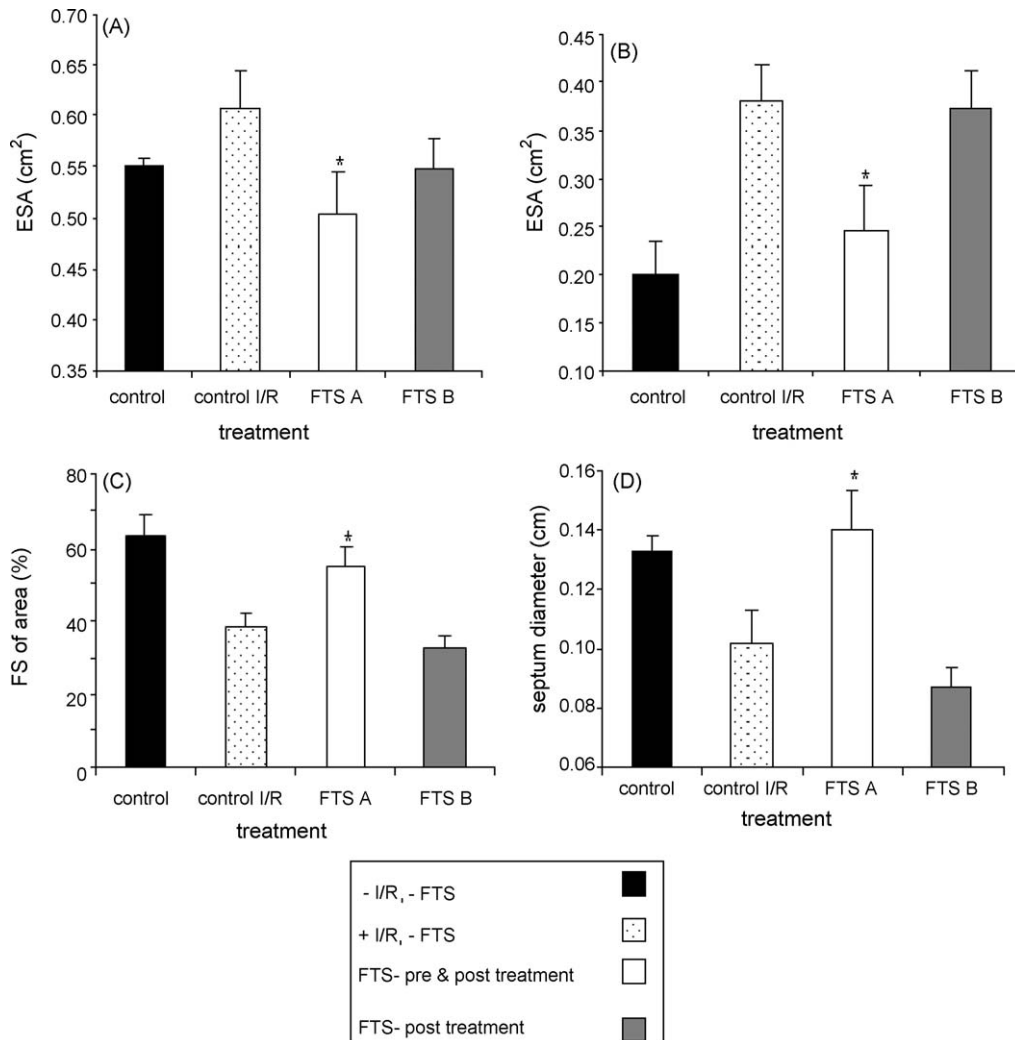 (A)
0.70
0.65
0.60
0.55
0.50
0.45
0.40
0.35
ESA (cm²)
*
control control I/R FTS A FTS B
treatment
(B)
0.45
0.40
0.35
0.30
0.25
0.20
0.15
0.10
ESA (cm²)
*
control control I/R FTS A FTS B
treatment
(C)
80
60
40
20
0
FS of area (%)
*
control control I/R FTS A FTS B
treatment
(D)
0.16
0.14
0.12
0.10
0.08
0.06
septum diameter (cm)
*
control control I/R FTS A FTS B
treatment
- I/R, - FTS
+ I/R, - FTS
FTS- pre & post treatment
FTS- post treatment